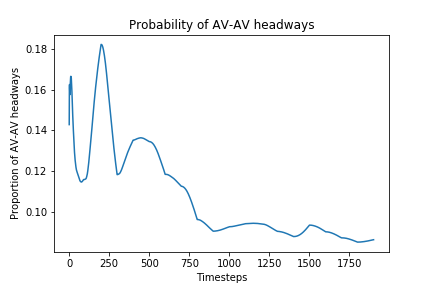 Probability of AV-AV headways
Proportion of AV-AV headways
0.18
0.16
0.14
0.12
0.10
0 250 500 750 1000 1250 1500 1750
Timesteps